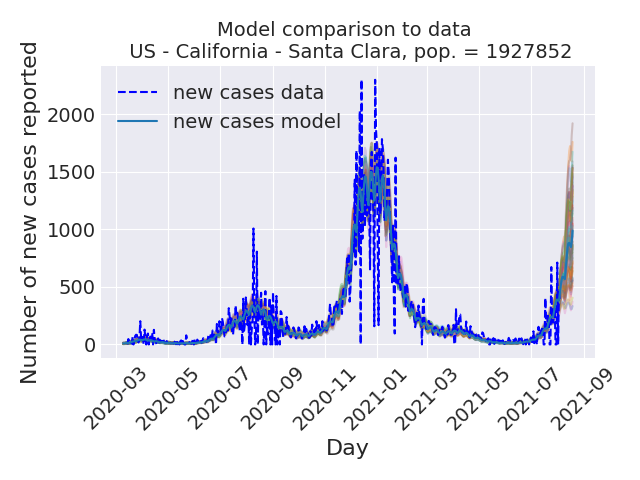 Model comparison to data
US - California - Santa Clara, pop. = 1927852
Number of new cases reported
2000
1500
1000
500
0
new cases data
new cases model
2020-03
2020-05
2020-07
2020-09
2020-11
2021-01
2021-03
2021-05
2021-07
2021-09
Day